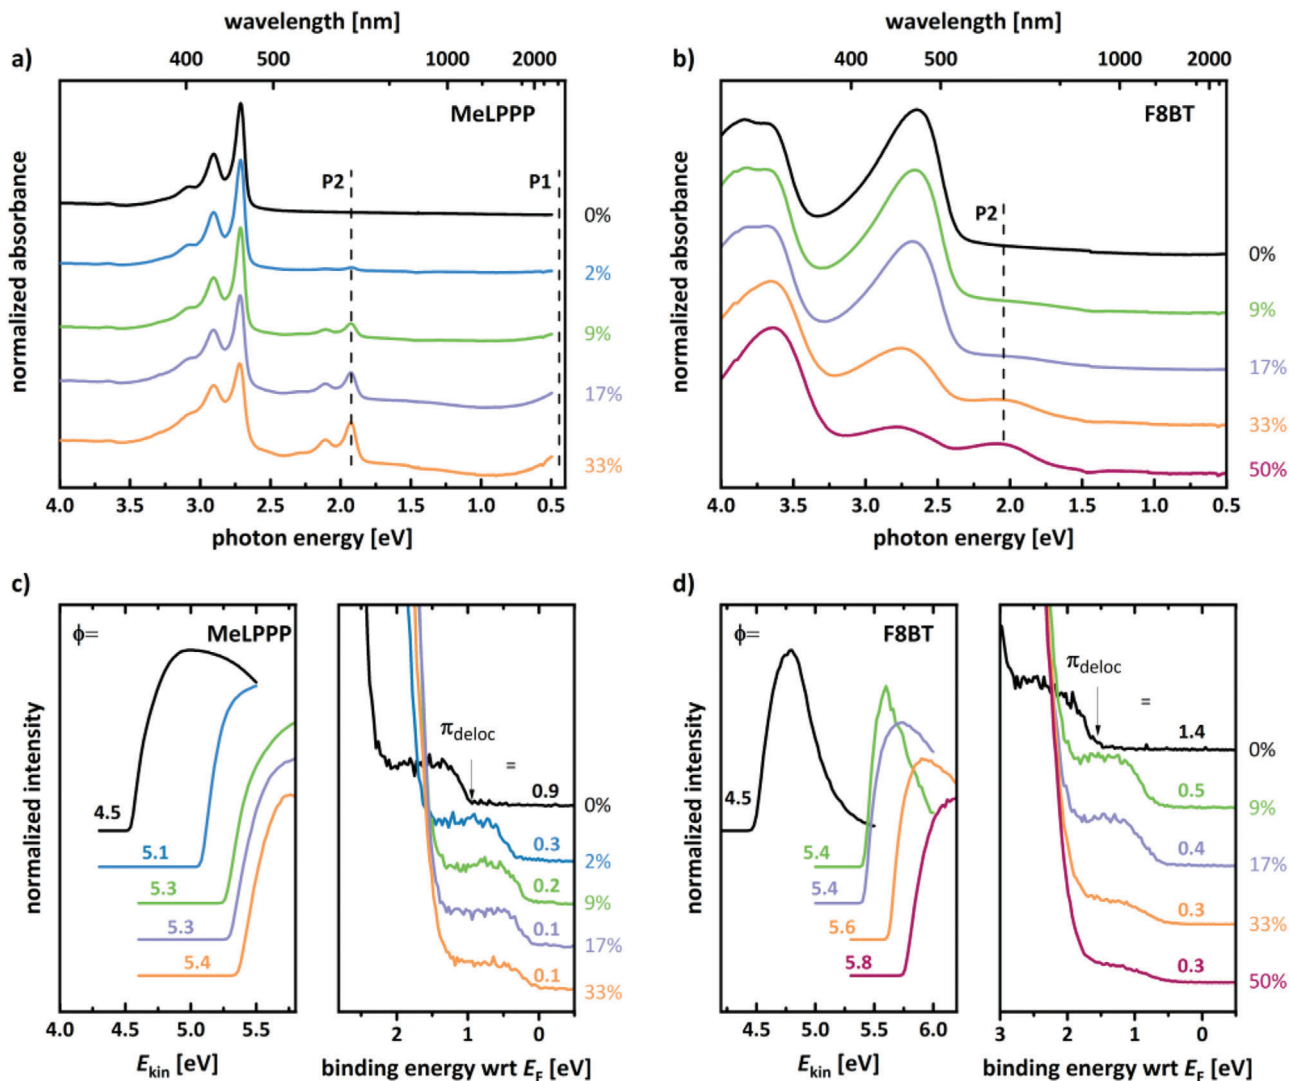 wavelength [nm]
a)
400 500 1000 2000
MeLPPP
P2
P1
0%
2%
9%
17%
33%
normalized absorbance
4.0 3.5 3.0 2.5 2.0 1.5 1.0 0.5
photon energy [eV]
wavelength [nm]
b)
400 500 1000 2000
F8BT
P2
0%
9%
17%
33%
50%
normalized absorbance
4.0 3.5 3.0 2.5 2.0 1.5 1.0 0.5
photon energy [eV]
c)
ϕ=
MeLPPP
4.5
5.1
5.3
5.3
5.4
normalized intensity
4.0 4.5 5.0 5.5
E_kin [eV]
π_deloc
=
0.9
0%
0.3
2%
0.2
9%
0.1
17%
0.1
33%
2 1 0
binding energy wrt E_F [eV]
d)
ϕ=
F8BT
4.5
5.4
5.4
5.6
5.8
normalized intensity
4.5 5.0 5.5 6.0
E_kin [eV]
π_deloc
=
1.4
0%
0.5
9%
0.4
17%
0.3
33%
0.3
50%
3 2 1 0
binding energy wrt E_F [eV]